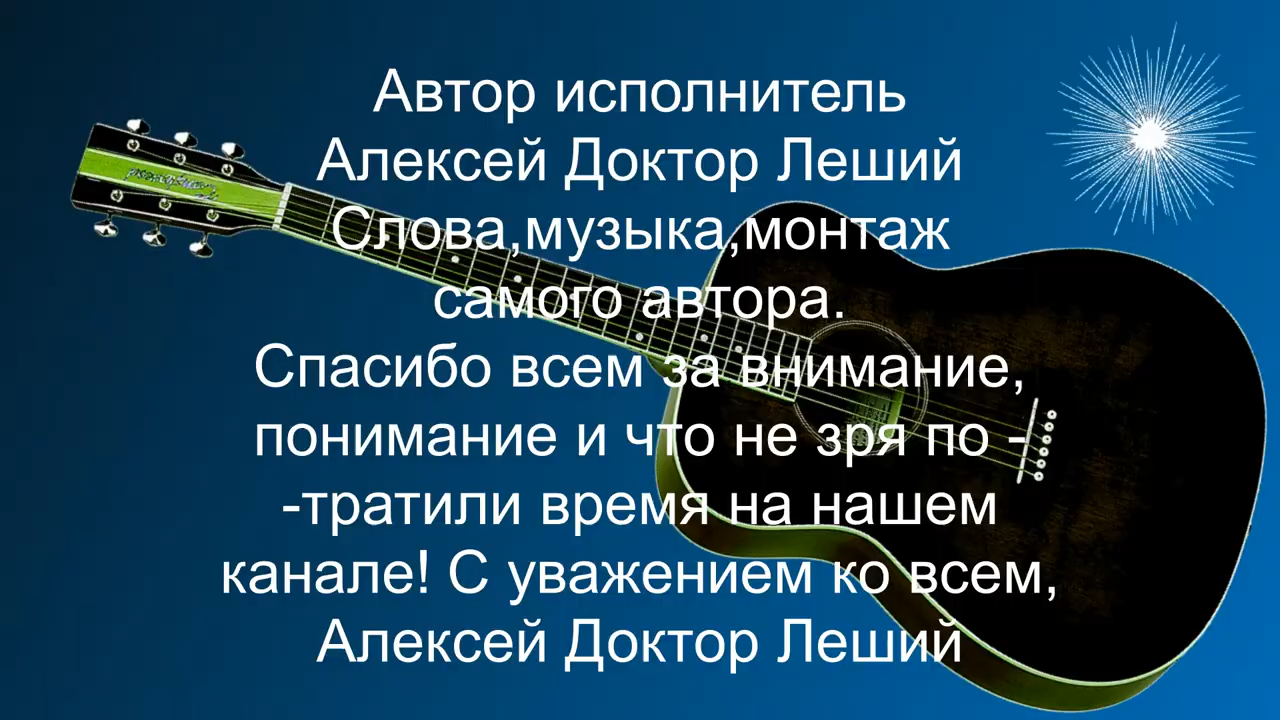 Автор исполнитель
Алексей Доктор Леший
Слова,музыка,монтаж
самого автора.
Спасибо всем за внимание,
понимание и что не зря по -
-тратили время на нашем
канале! С уважением ко всем,
Алексей Доктор Леший